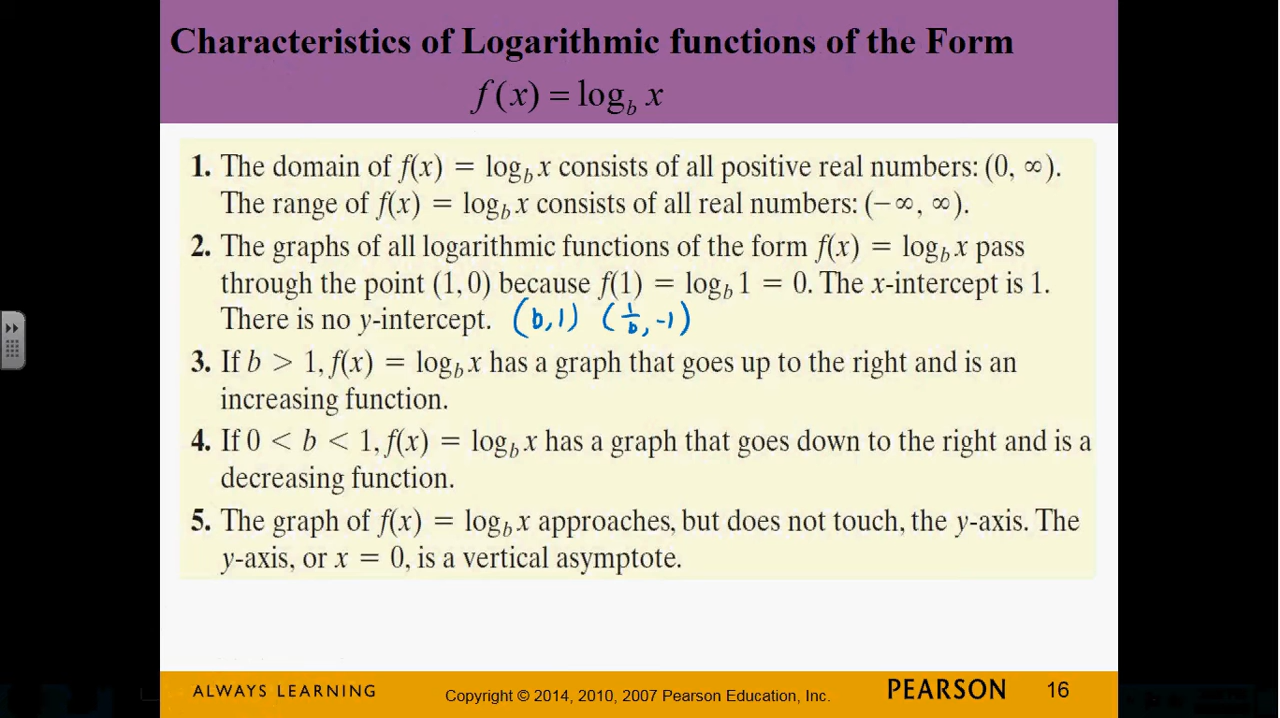 Characteristics of Logarithmic functions of the Form
f(x) = log_b x
1. The domain of f(x) = log_b x consists of all positive real numbers: (0, ∞).
The range of f(x) = log_b x consists of all real numbers: (−∞, ∞).
2. The graphs of all logarithmic functions of the form f(x) = log_b x pass
through the point (1, 0) because f(1) = log_b 1 = 0. The x-intercept is 1.
There is no y-intercept. (b, 1) (1/b, -1)
3. If b > 1, f(x) = log_b x has a graph that goes up to the right and is an
increasing function.
4. If 0 < b < 1, f(x) = log_b x has a graph that goes down to the right and is a
decreasing function.
5. The graph of f(x) = log_b x approaches, but does not touch, the y-axis. The
y-axis, or x = 0, is a vertical asymptote.
ALWAYS LEARNING Copyright © 2014, 2010, 2007 Pearson Education, Inc. PEARSON 16